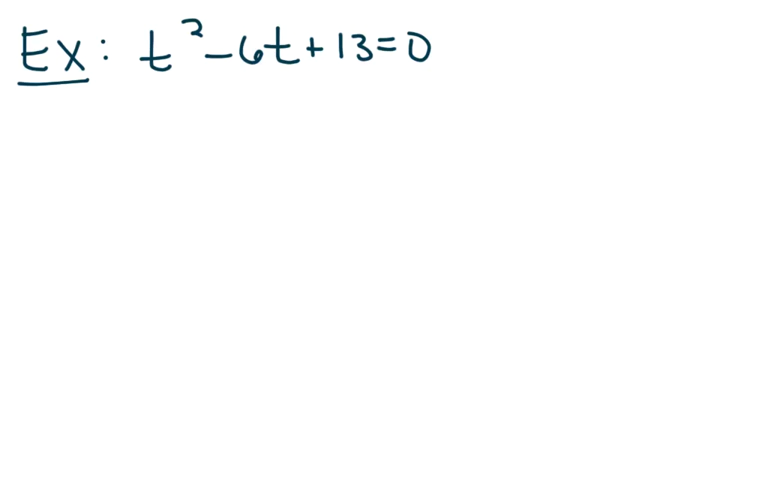 Ex: t² - 6t + 13 = 0